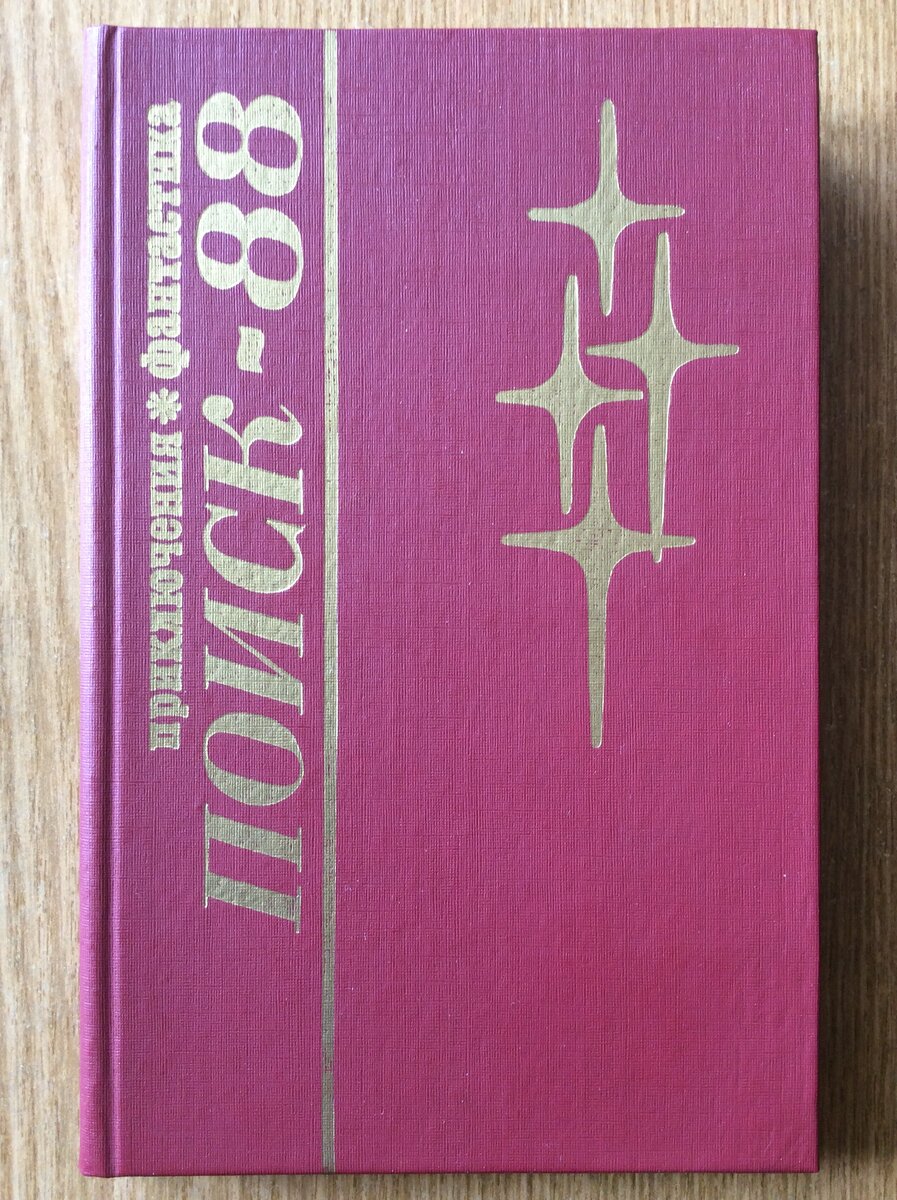 приключения * фантастика
ПОИСК-88